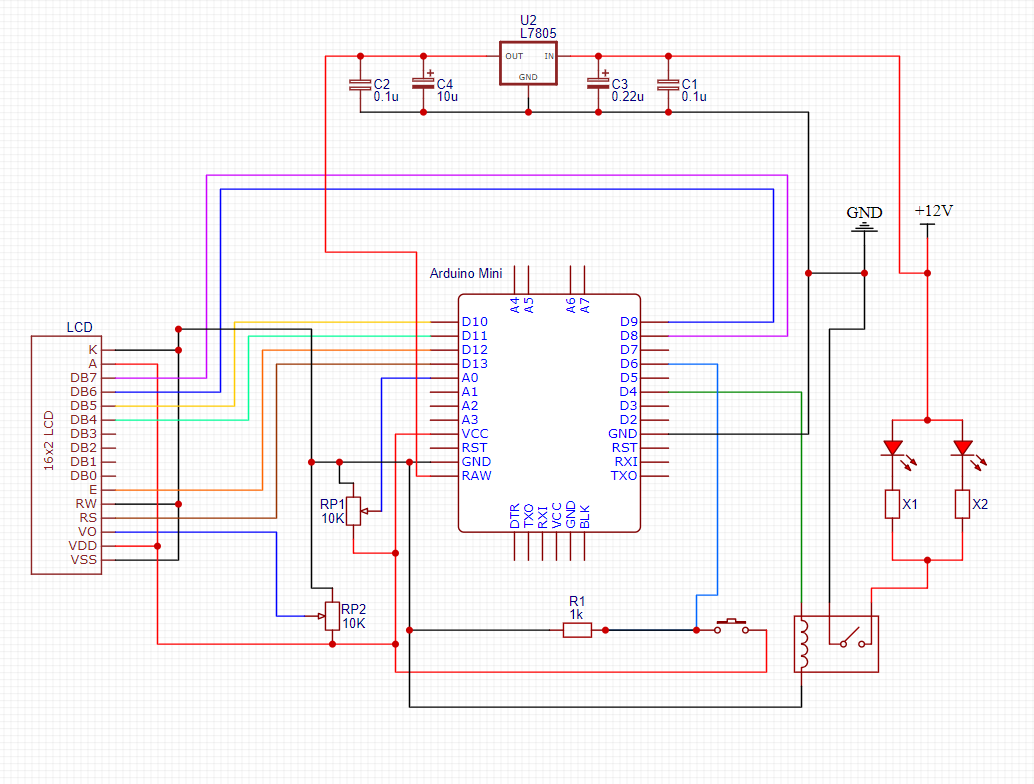 U2
L7805
OUT
IN
GND
C2
0.1u
C4
10u
C3
0.22u
C1
0.1u
GND
+12V
Arduino Mini
A4
A5
A6
A7
LCD
16x2 LCD
K
A
DB7
DB6
DB5
DB4
DB3
DB2
DB1
DB0
E
RW
RS
VO
VDD
VSS
D10
D11
D12
D13
A0
A1
A2
A3
VCC
RST
GND
RAW
D9
D8
D7
D6
D5
D4
D3
D2
GND
RST
RXI
TXO
DTR
TXO
RXI
VCC
GND
BLK
RP1
10K
RP2
10K
R1
1k
X1
X2